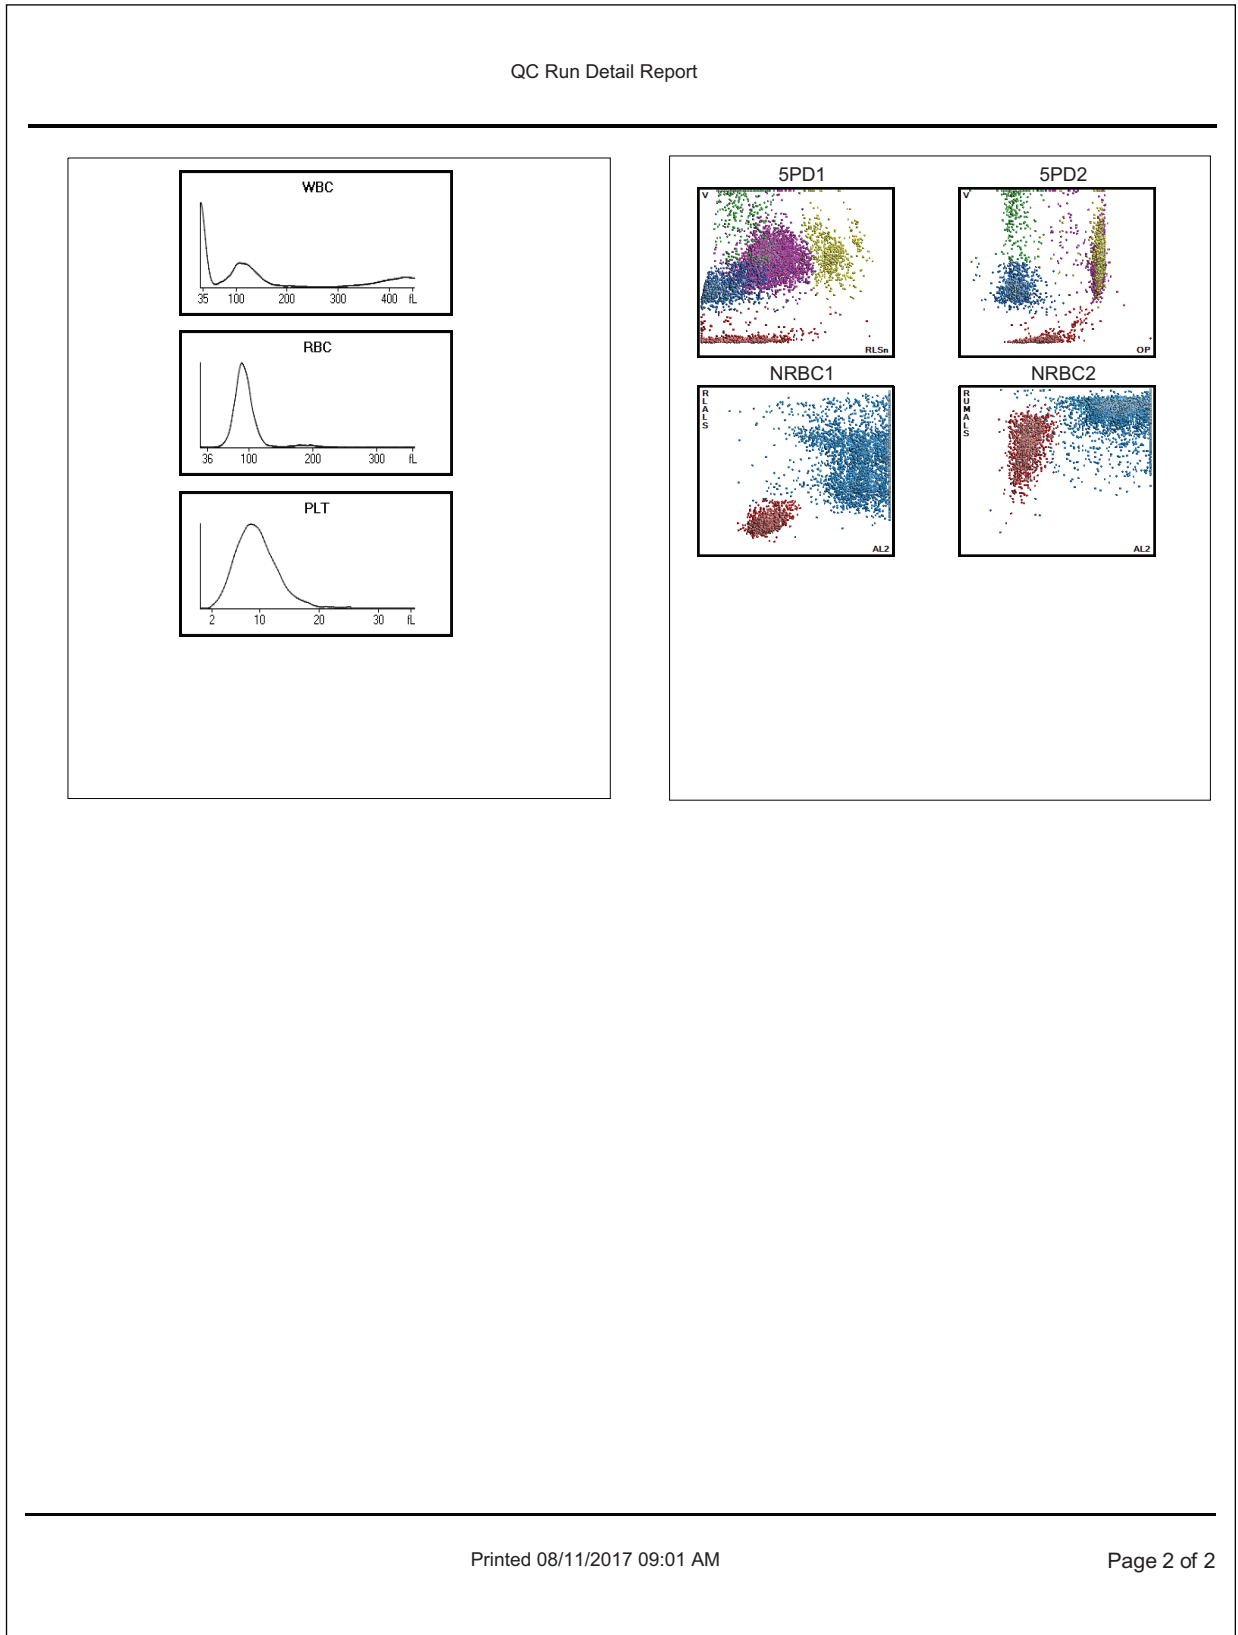 QC Run Detail Report
WBC
35 100 200 300 400 fL
RBC
36 100 200 300 fL
PLT
2 10 20 30 fL
5PD1
V
RLSn
5PD2
V
OP
NRBC1
RLALS
AL2
NRBC2
RUMALS
AL2
Printed 08/11/2017 09:01 AM
Page 2 of 2